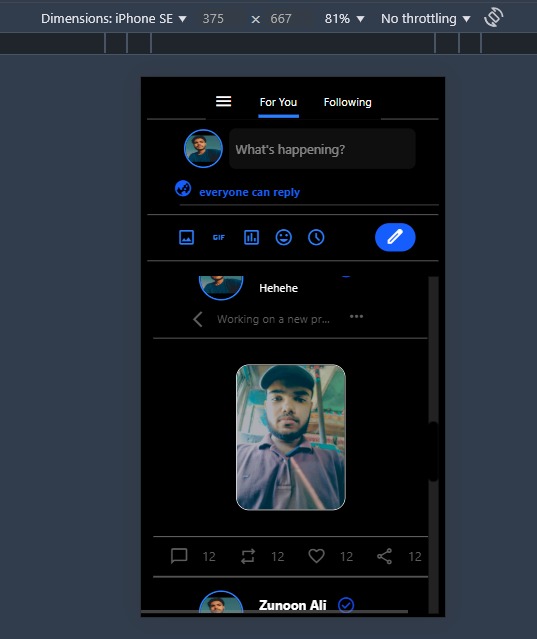 Dimensions: iPhone SE 375 × 667 81% No throttling
For You Following
What's happening?
everyone can reply
GIF
Hehehe
Working on a new pr...
12 12 12 12
Zunoon Ali